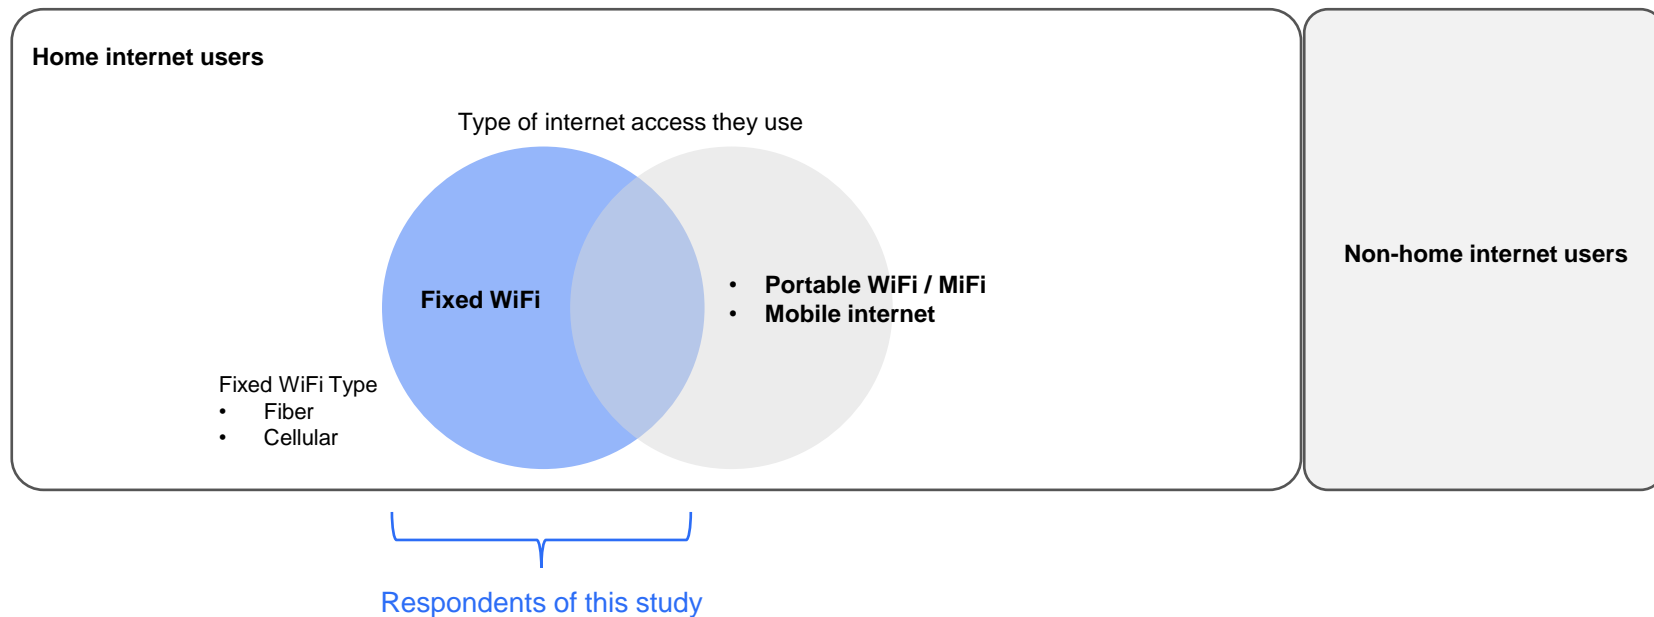 Home internet users
Type of internet access they use
Non-home internet users
Fixed WiFi
• Portable WiFi / MiFi
• Mobile internet
Fixed WiFi Type
• Fiber
• Cellular
Respondents of this study